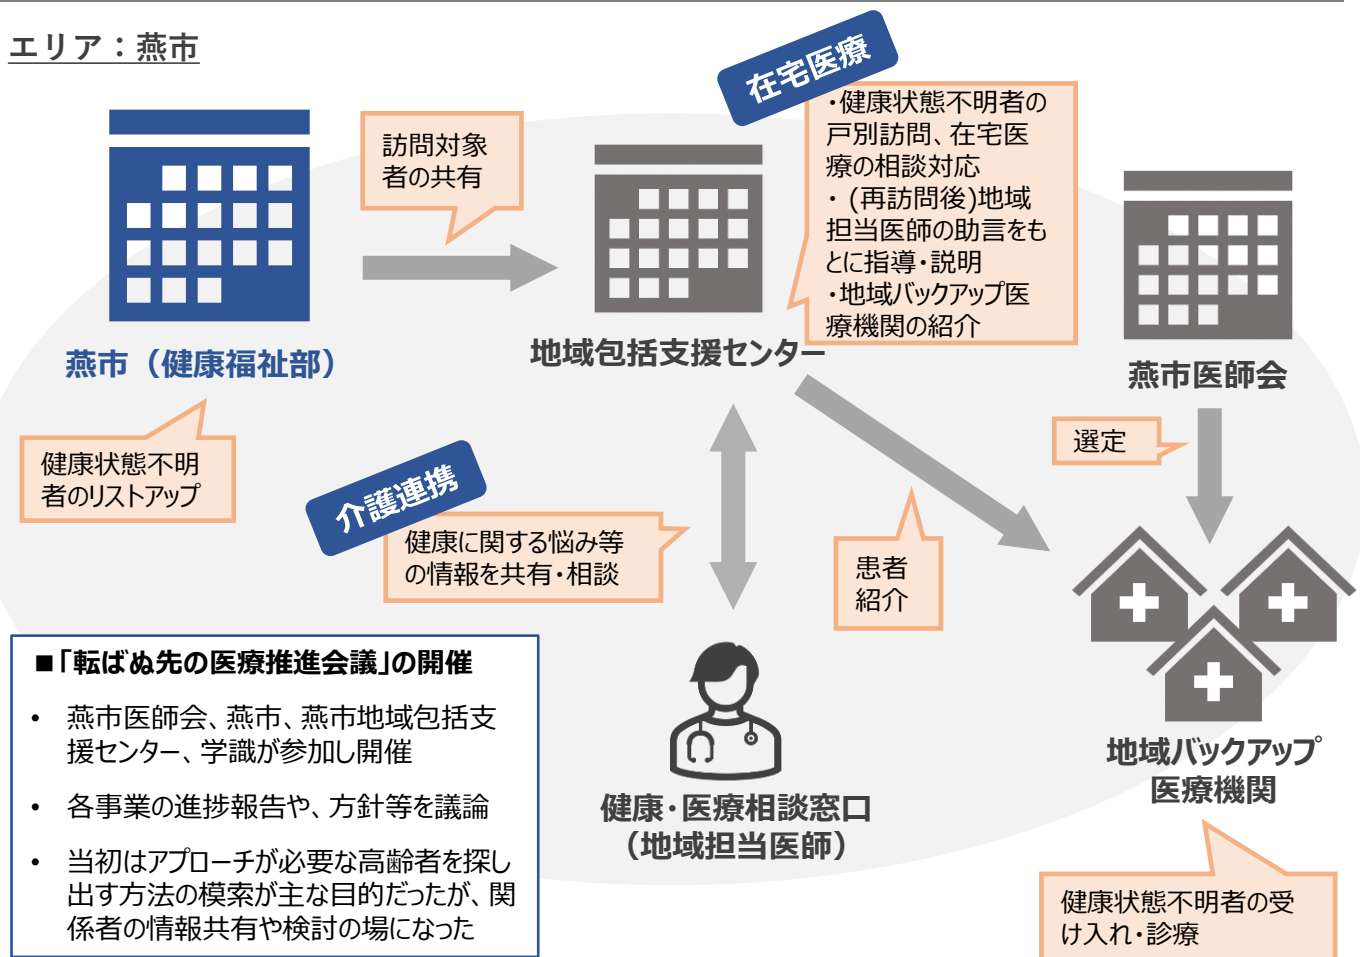 エリア：燕市
在宅医療
・健康状態不明者の
戸別訪問、在宅医
療の相談対応
・ (再訪問後)地域
担当医師の助言をも
とに指導・説明
・地域バックアップ医
療機関の紹介
訪問対象
者の共有
燕市（健康福祉部）
地域包括支援センター
燕市医師会
健康状態不明
者のリストアップ
選定
介護連携
健康に関する悩み等
の情報を共有・相談
患者
紹介
■「転ばぬ先の医療推進会議」の開催
• 燕市医師会、燕市、燕市地域包括支
援センター、学識が参加し開催
• 各事業の進捗報告や、方針等を議論
• 当初はアプローチが必要な高齢者を探し
出す方法の模索が主な目的だったが、関
係者の情報共有や検討の場になった
健康・医療相談窓口
（地域担当医師）
地域バックアップ
医療機関
健康状態不明者の受
け入れ・診療